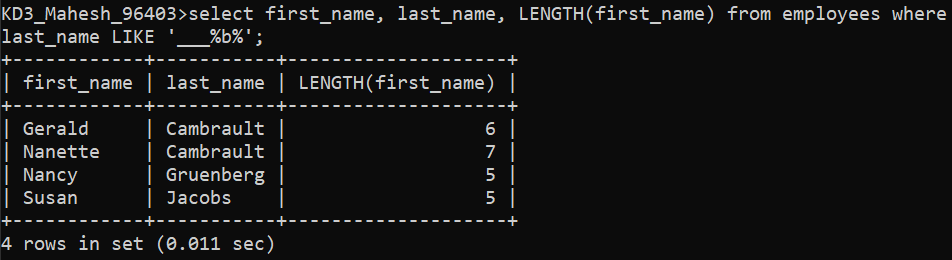 KD3_Mahesh_96403>select first_name, last_name, LENGTH(first_name) from employees where
last_name LIKE '___%b%';
+------------+-----------+--------------------+
| first_name | last_name | LENGTH(first_name) |
+------------+-----------+--------------------+
| Gerald     | Cambrault |                  6 |
| Nanette    | Cambrault |                  7 |
| Nancy      | Gruenberg |                  5 |
| Susan      | Jacobs    |                  5 |
+------------+-----------+--------------------+
4 rows in set (0.011 sec)